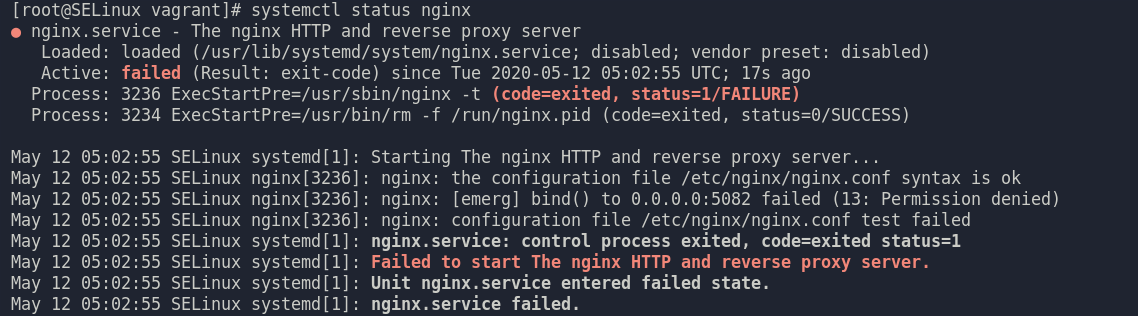 [root@SELinux vagrant]# systemctl status nginx
● nginx.service - The nginx HTTP and reverse proxy server
   Loaded: loaded (/usr/lib/systemd/system/nginx.service; disabled; vendor preset: disabled)
   Active: failed (Result: exit-code) since Tue 2020-05-12 05:02:55 UTC; 17s ago
  Process: 3236 ExecStartPre=/usr/sbin/nginx -t (code=exited, status=1/FAILURE)
  Process: 3234 ExecStartPre=/usr/bin/rm -f /run/nginx.pid (code=exited, status=0/SUCCESS)

May 12 05:02:55 SELinux systemd[1]: Starting The nginx HTTP and reverse proxy server...
May 12 05:02:55 SELinux nginx[3236]: nginx: the configuration file /etc/nginx/nginx.conf syntax is ok
May 12 05:02:55 SELinux nginx[3236]: nginx: [emerg] bind() to 0.0.0.0:5082 failed (13: Permission denied)
May 12 05:02:55 SELinux nginx[3236]: nginx: configuration file /etc/nginx/nginx.conf test failed
May 12 05:02:55 SELinux systemd[1]: nginx.service: control process exited, code=exited status=1
May 12 05:02:55 SELinux systemd[1]: Failed to start The nginx HTTP and reverse proxy server.
May 12 05:02:55 SELinux systemd[1]: Unit nginx.service entered failed state.
May 12 05:02:55 SELinux systemd[1]: nginx.service failed.